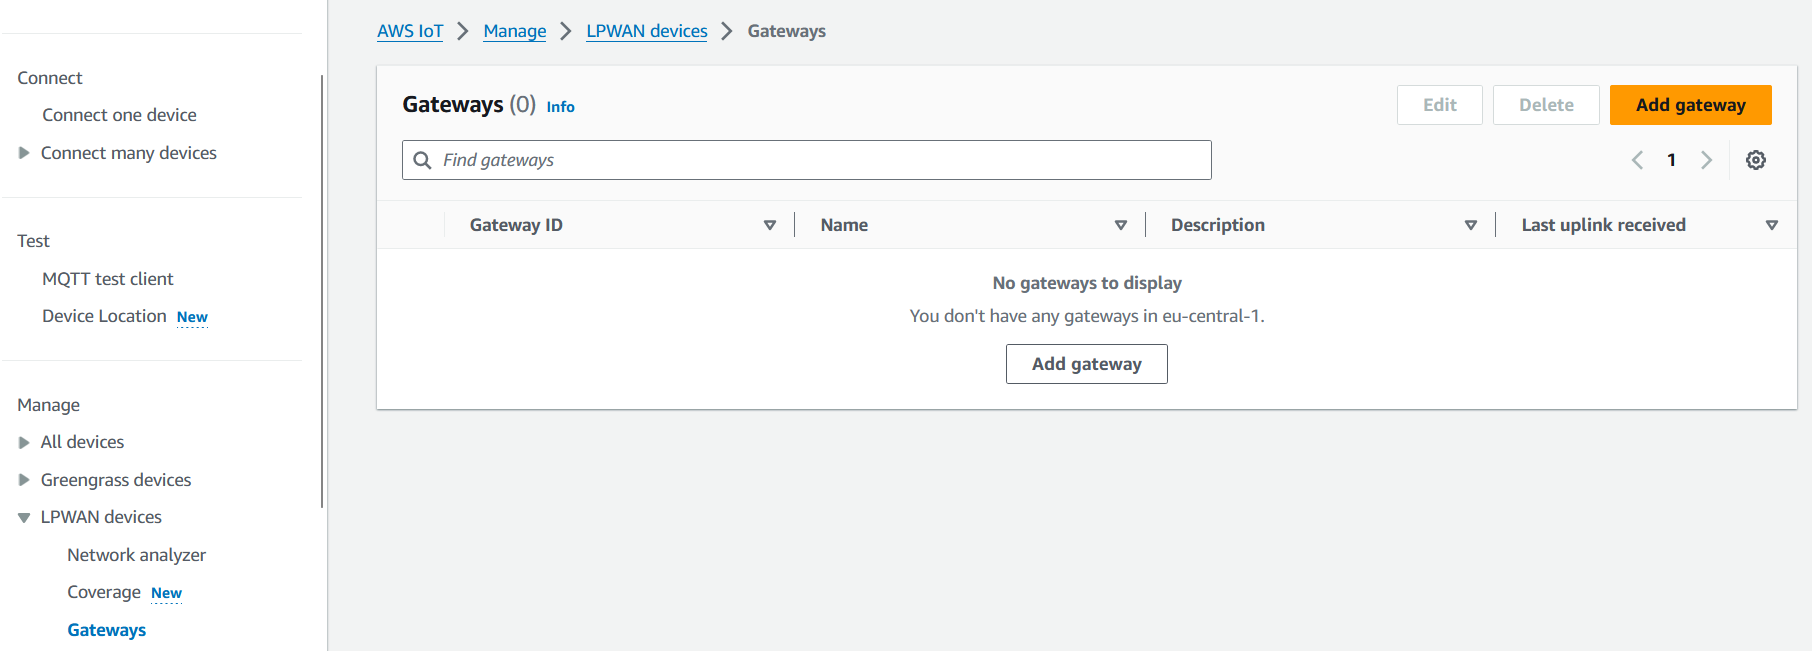 Connect
Connect one device
Connect many devices
Test
MQTT test client
Device Location New
Manage
All devices
Greengrass devices
LPWAN devices
Network analyzer
Coverage New
Gateways
AWS IoT Manage LPWAN devices Gateways
Gateways (0) Info
Edit Delete Add gateway
Find gateways
1
Gateway ID Name Description Last uplink received
No gateways to display
You don't have any gateways in eu-central-1.
Add gateway